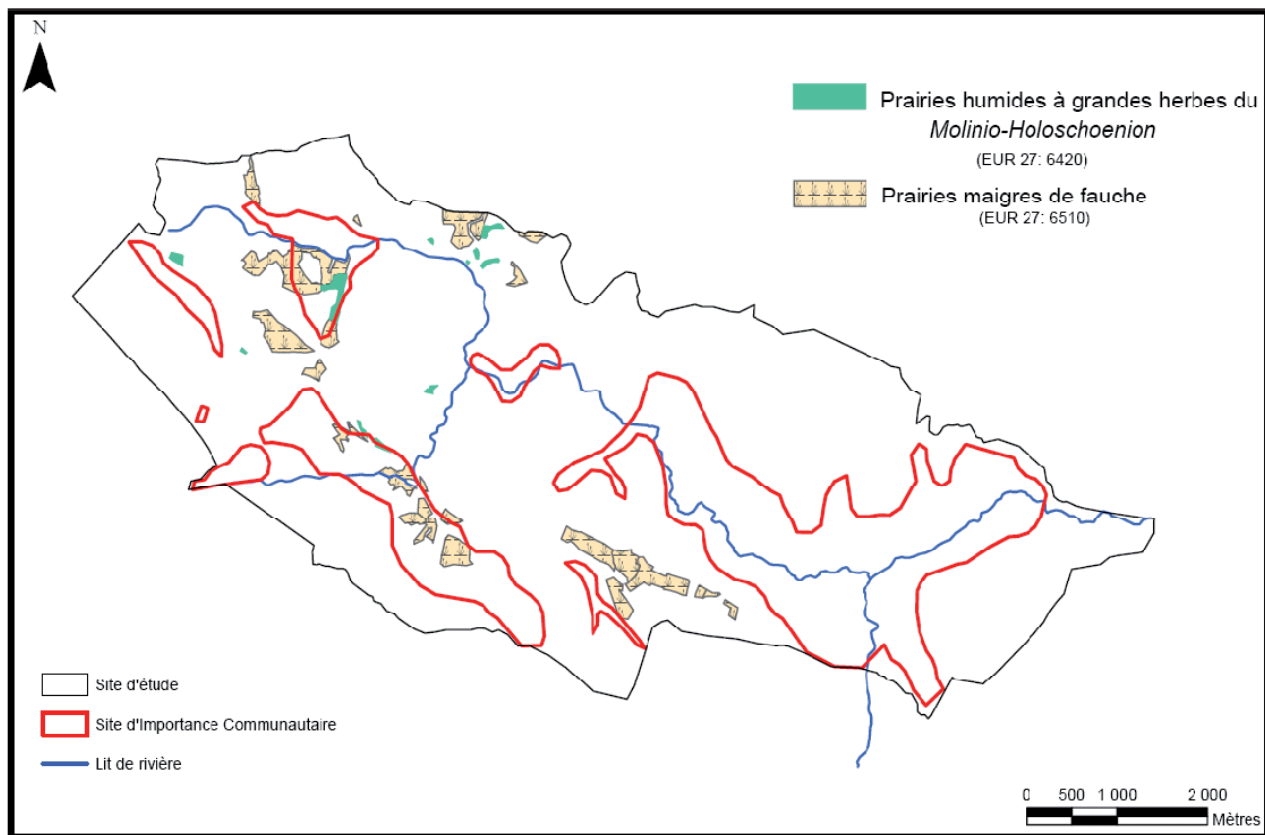 N
Prairies humides à grandes herbes du
Molinio-Holoschoenion
(EUR 27: 6420)
Prairies maigres de fauche
(EUR 27: 6510)
Site d'étude
Site d'Importance Communautaire
Lit de rivière
0 500 1 000 2 000
Mètres